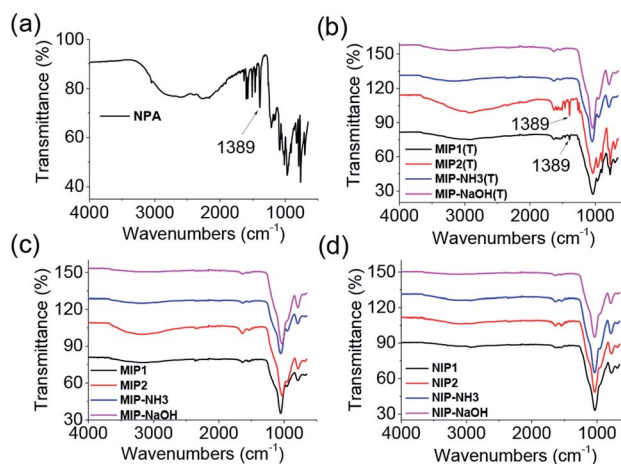 (a)
100
80
60
40
Transmittance (%)
NPA
1389
4000 3000 2000 1000
Wavenumbers (cm⁻¹)
(b)
150
120
90
60
30
Transmittance (%)
1389
1389
MIP1(T)
MIP2(T)
MIP-NH3(T)
MIP-NaOH(T)
4000 3000 2000 1000
Wavenumbers (cm⁻¹)
(c)
150
120
90
60
30
Transmittance (%)
MIP1
MIP2
MIP-NH3
MIP-NaOH
4000 3000 2000 1000
Wavenumbers (cm⁻¹)
(d)
150
120
90
60
30
Transmittance (%)
NIP1
NIP2
NIP-NH3
NIP-NaOH
4000 3000 2000 1000
Wavenumbers (cm⁻¹)